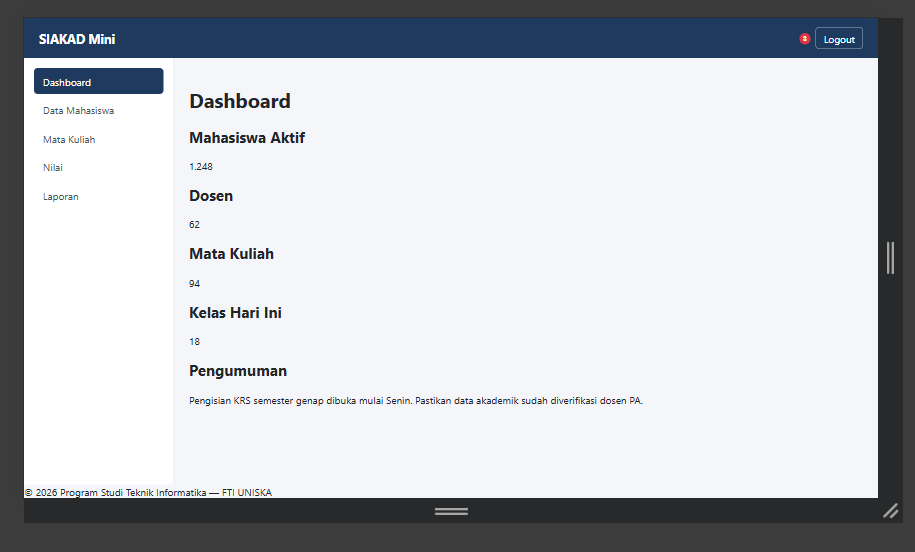 SIAKAD Mini
3 Logout
Dashboard
Data Mahasiswa
Mata Kuliah
Nilai
Laporan
Dashboard
Mahasiswa Aktif
1.248
Dosen
62
Mata Kuliah
94
Kelas Hari Ini
18
Pengumuman
Pengisian KRS semester genap dibuka mulai Senin. Pastikan data akademik sudah diverifikasi dosen PA.
© 2026 Program Studi Teknik Informatika — FTI UNISKA